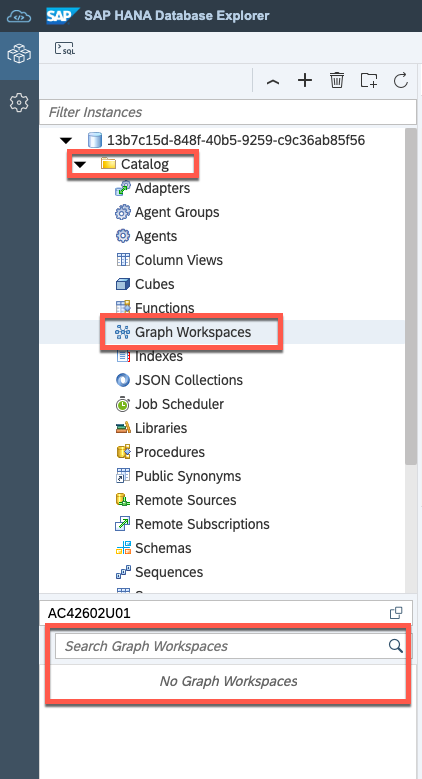 SAP SAP HANA Database Explorer
SQL
Filter Instances
13b7c15d-848f-40b5-9259-c9c36ab85f56
Catalog
Adapters
Agent Groups
Agents
Column Views
Cubes
Functions
Graph Workspaces
Indexes
JSON Collections
Job Scheduler
Libraries
Procedures
Public Synonyms
Remote Sources
Remote Subscriptions
Schemas
Sequences
AC42602U01
Search Graph Workspaces
No Graph Workspaces